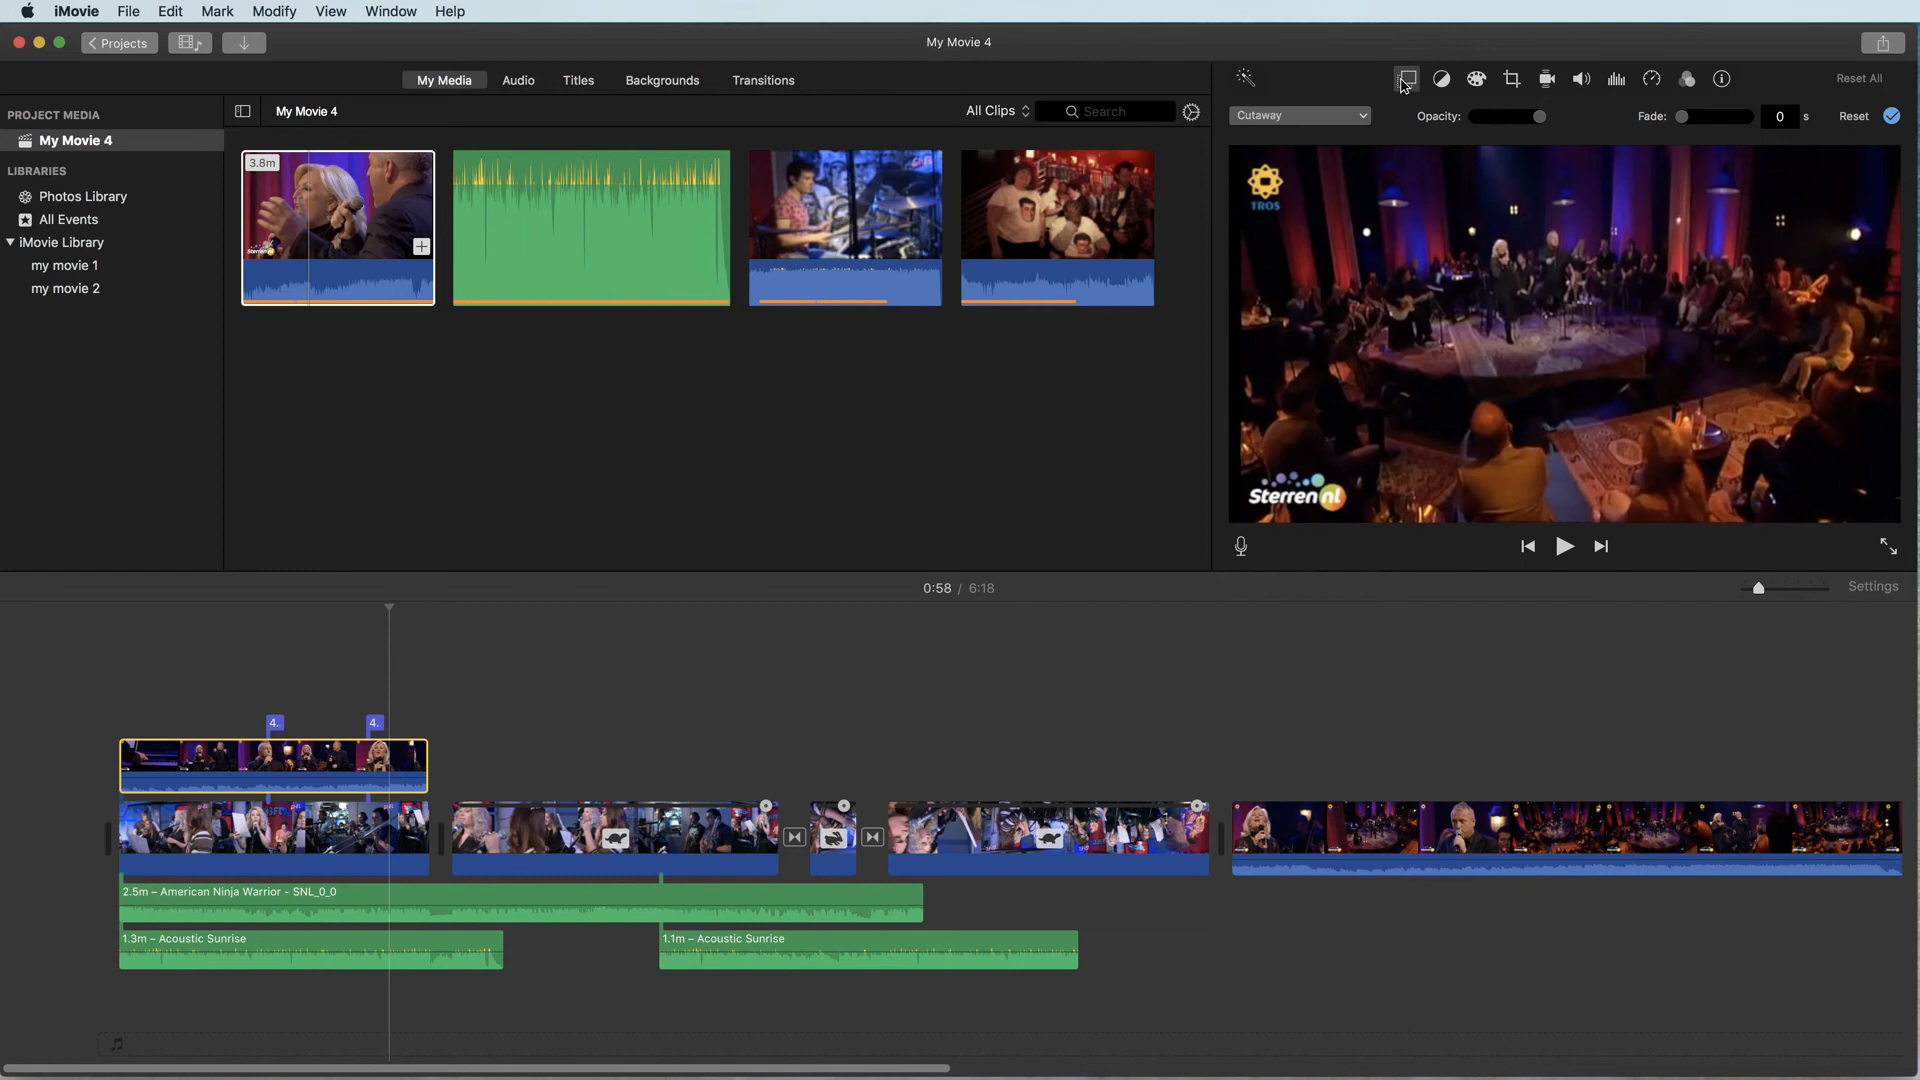 iMovie File Edit Mark Modify View Window Help
Projects
My Movie 4
My Media Audio Titles Backgrounds Transitions
Reset All
PROJECT MEDIA
My Movie 4
LIBRARIES
Photos Library
All Events
iMovie Library
my movie 1
my movie 2
My Movie 4
All Clips
Search
Cutaway
Opacity:
Fade:
0 s
Reset
3.8m
TROS
Sterren nl
0:58 / 6:18
Settings
4.
4.
2.5m – American Ninja Warrior - SNL_0_0
1.3m – Acoustic Sunrise
1.1m – Acoustic Sunrise